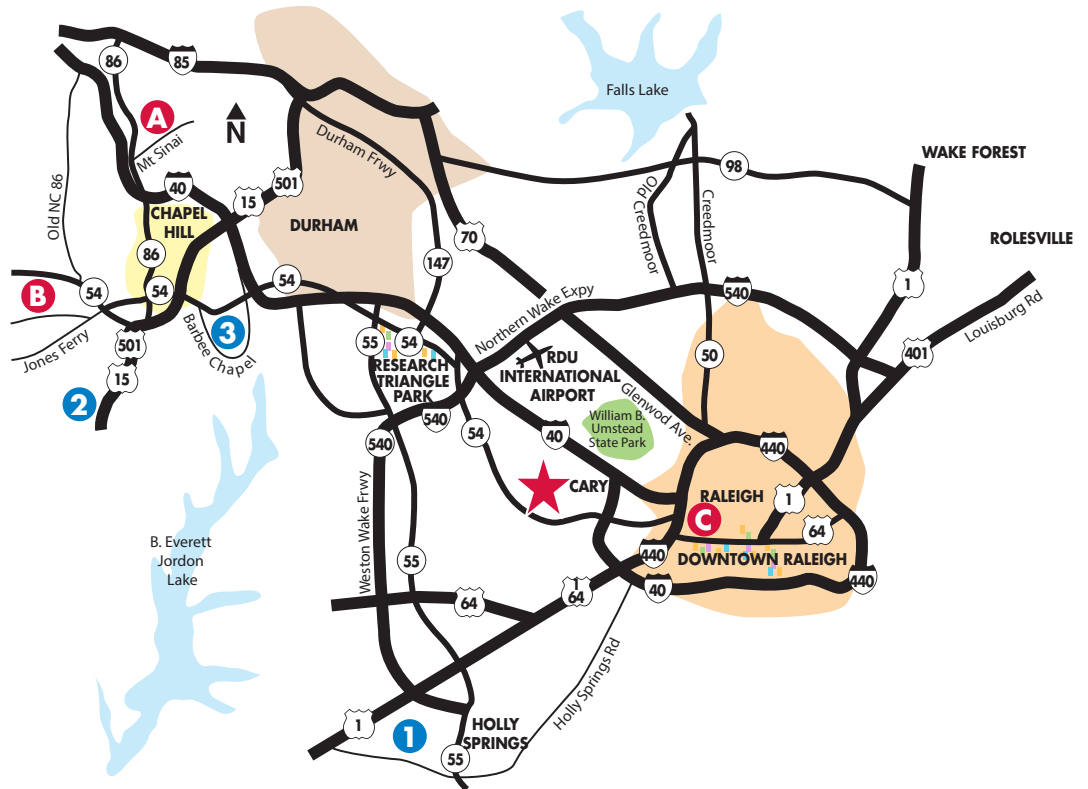 86
85
Falls Lake
A
N
Mt Sinai
Durham Frwy
98
WAKE FOREST
Old NC 86
40
15
501
Old
Creedmoor
Creedmoor
CHAPEL
HILL
DURHAM
70
ROLESVILLE
86
147
B
54
54
54
540
1
Northern Wake Expy
Louisburg Rd
3
Jones Ferry
501
Barbee Chapel
55
54
RESEARCH
TRIANGLE
PARK
RDU
INTERNATIONAL
AIRPORT
50
401
15
2
540
William B.
Umstead
State Park
Glenwod Ave.
540
54
40
440
CARY
RALEIGH
1
C
64
B. Everett
Jordon
Lake
Weston Wake Frwy
55
440
DOWNTOWN RALEIGH
64
1
64
40
440
Holly Springs Rd
1
1
HOLLY
SPRINGS
55